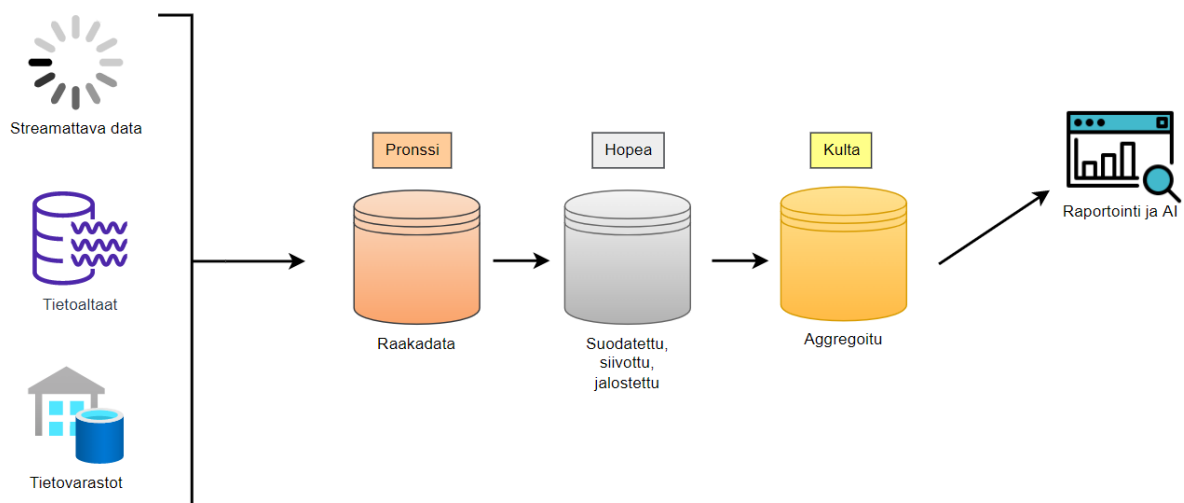 Streamattava data
Tietoaltaat
Tietovarastot
Pronssi
Raakadata
Hopea
Suodatettu,
siivottu,
jalostettu
Kulta
Aggregoitu
Raportointi ja AI